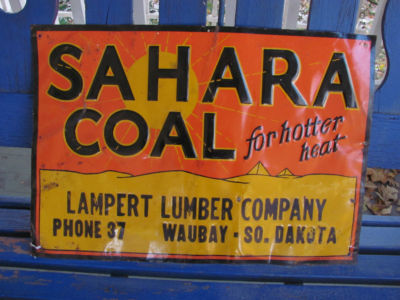 SAHARA
COAL for hotter
heat
LAMPERT LUMBER COMPANY
PHONE 37 WAUBAY - SO. DAKOTA